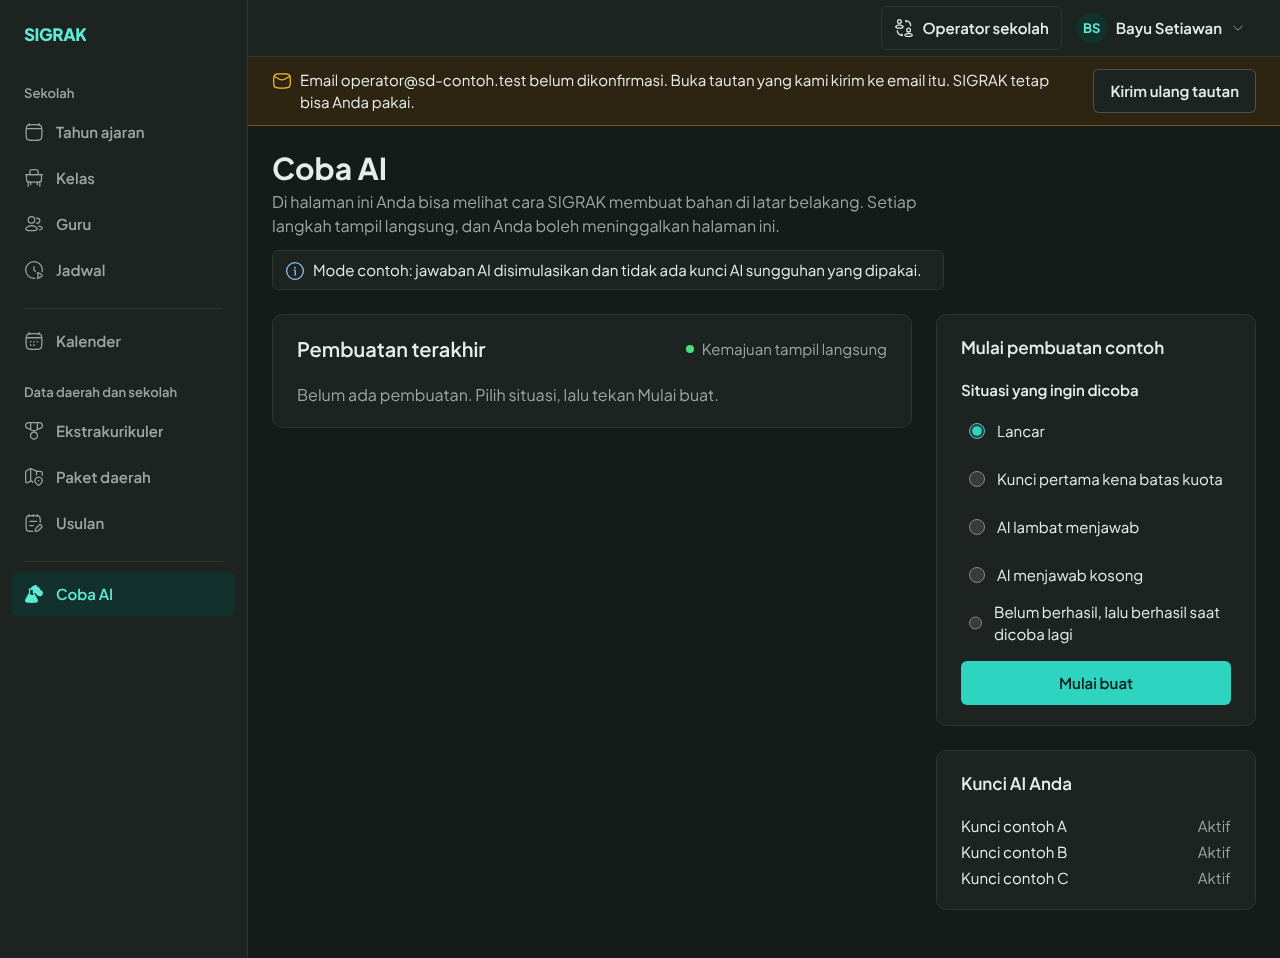 SIGRAK
Operator sekolah
BS
Bayu Setiawan
Email operator@sd-contoh.test belum dikonfirmasi. Buka tautan yang kami kirim ke email itu. SIGRAK tetap
bisa Anda pakai.
Kirim ulang tautan
Sekolah
Tahun ajaran
Kelas
Guru
Jadwal
Kalender
Data daerah dan sekolah
Ekstrakurikuler
Paket daerah
Usulan
Coba AI
Coba AI
Di halaman ini Anda bisa melihat cara SIGRAK membuat bahan di latar belakang. Setiap
langkah tampil langsung, dan Anda boleh meninggalkan halaman ini.
Mode contoh: jawaban AI disimulasikan dan tidak ada kunci AI sungguhan yang dipakai.
Pembuatan terakhir
Kemajuan tampil langsung
Belum ada pembuatan. Pilih situasi, lalu tekan Mulai buat.
Mulai pembuatan contoh
Situasi yang ingin dicoba
Lancar
Kunci pertama kena batas kuota
AI lambat menjawab
AI menjawab kosong
Belum berhasil, lalu berhasil saat
dicoba lagi
Mulai buat
Kunci AI Anda
Kunci contoh A Aktif
Kunci contoh B Aktif
Kunci contoh C Aktif